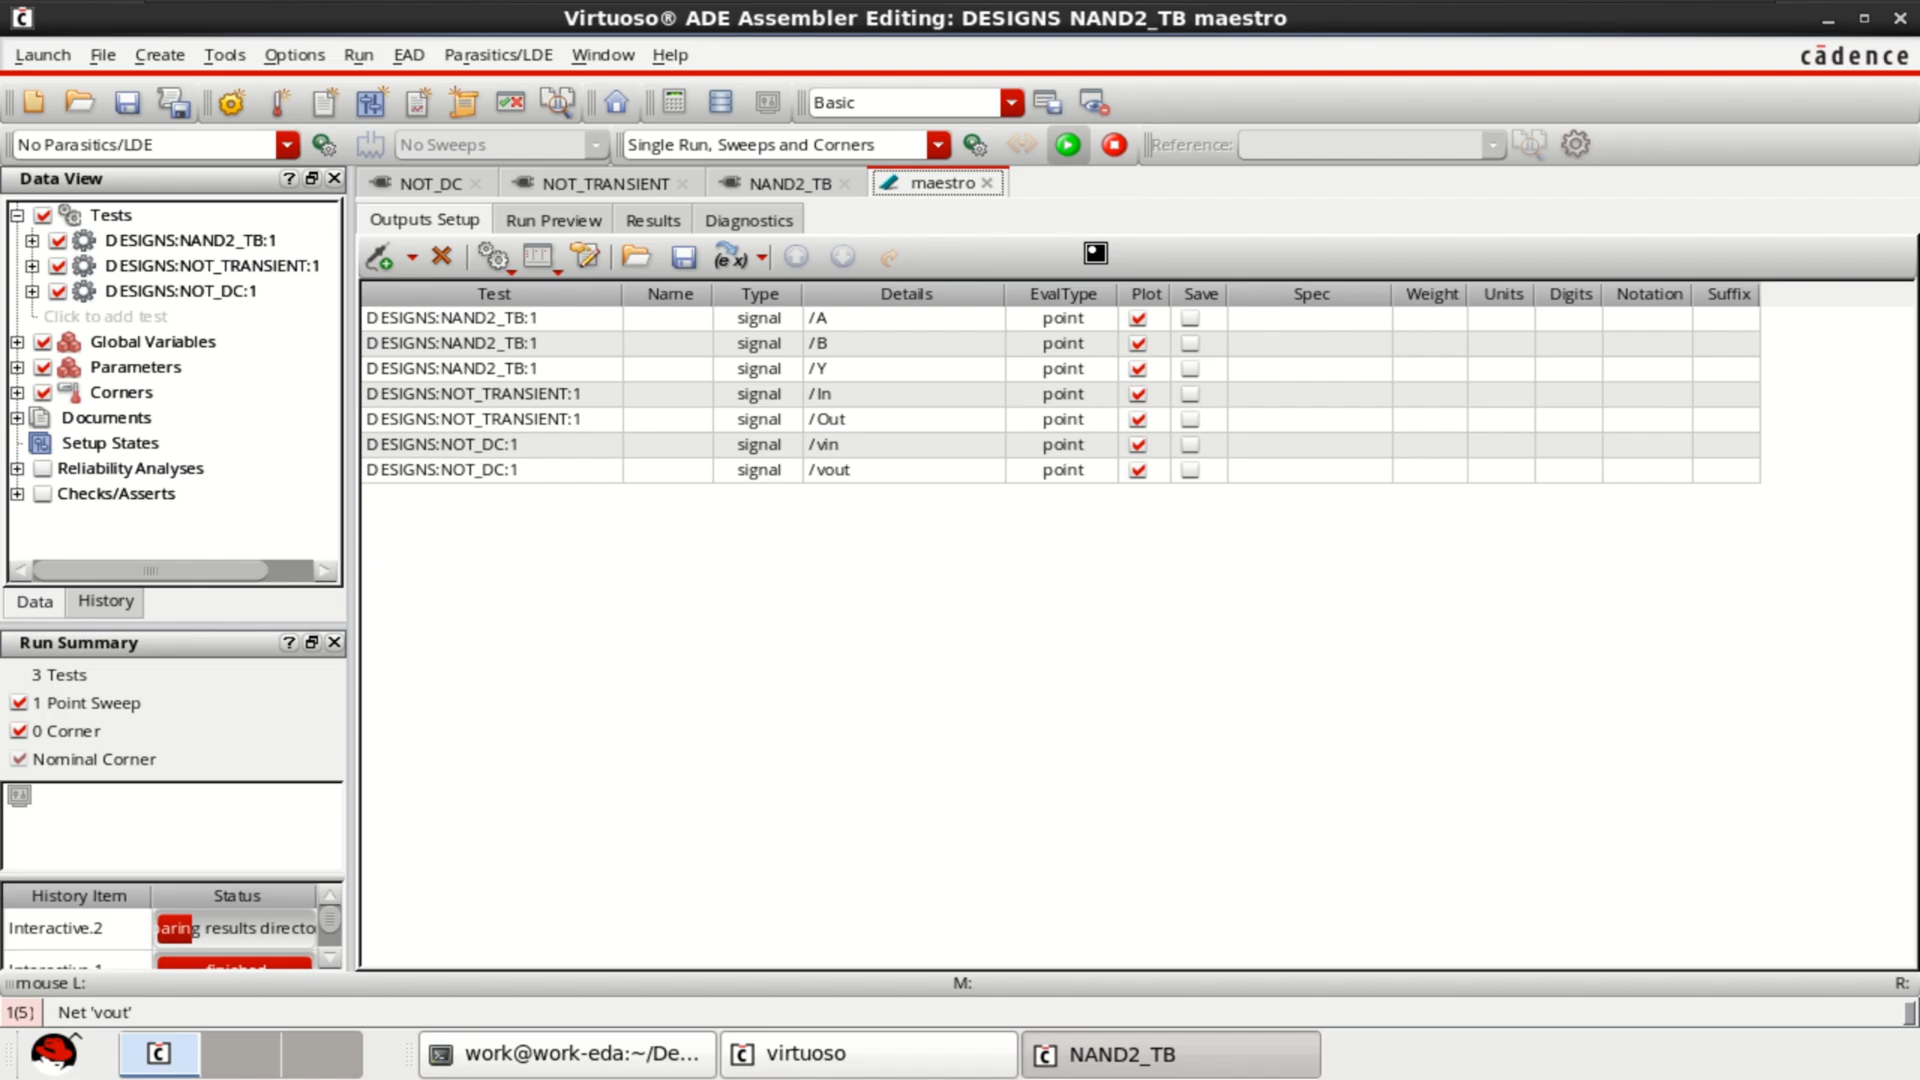 Virtuoso® ADE Assembler Editing: DESIGNS NAND2_TB maestro
Launch File Create Tools Options Run EAD Parasitics/LDE Window Help
cādence
Basic
No Parasitics/LDE
No Sweeps
Single Run, Sweeps and Corners
Reference:
Data View
Tests
DESIGNS:NAND2_TB:1
DESIGNS:NOT_TRANSIENT:1
DESIGNS:NOT_DC:1
Click to add test
Global Variables
Parameters
Corners
Documents
Setup States
Reliability Analyses
Checks/Asserts
Data History
Run Summary
3 Tests
1 Point Sweep
0 Corner
Nominal Corner
History Item Status
Interactive.2 paring results directo
NOT_DC NOT_TRANSIENT NAND2_TB maestro
Outputs Setup Run Preview Results Diagnostics
(e x)
Test Name Type Details EvalType Plot Save Spec Weight Units Digits Notation Suffix
DESIGNS:NAND2_TB:1 signal /A point
DESIGNS:NAND2_TB:1 signal /B point
DESIGNS:NAND2_TB:1 signal /Y point
DESIGNS:NOT_TRANSIENT:1 signal /In point
DESIGNS:NOT_TRANSIENT:1 signal /Out point
DESIGNS:NOT_DC:1 signal /vin point
DESIGNS:NOT_DC:1 signal /vout point
mouse L: M: R:
1(5) Net 'vout'
work@work-eda:~/De... virtuoso NAND2_TB